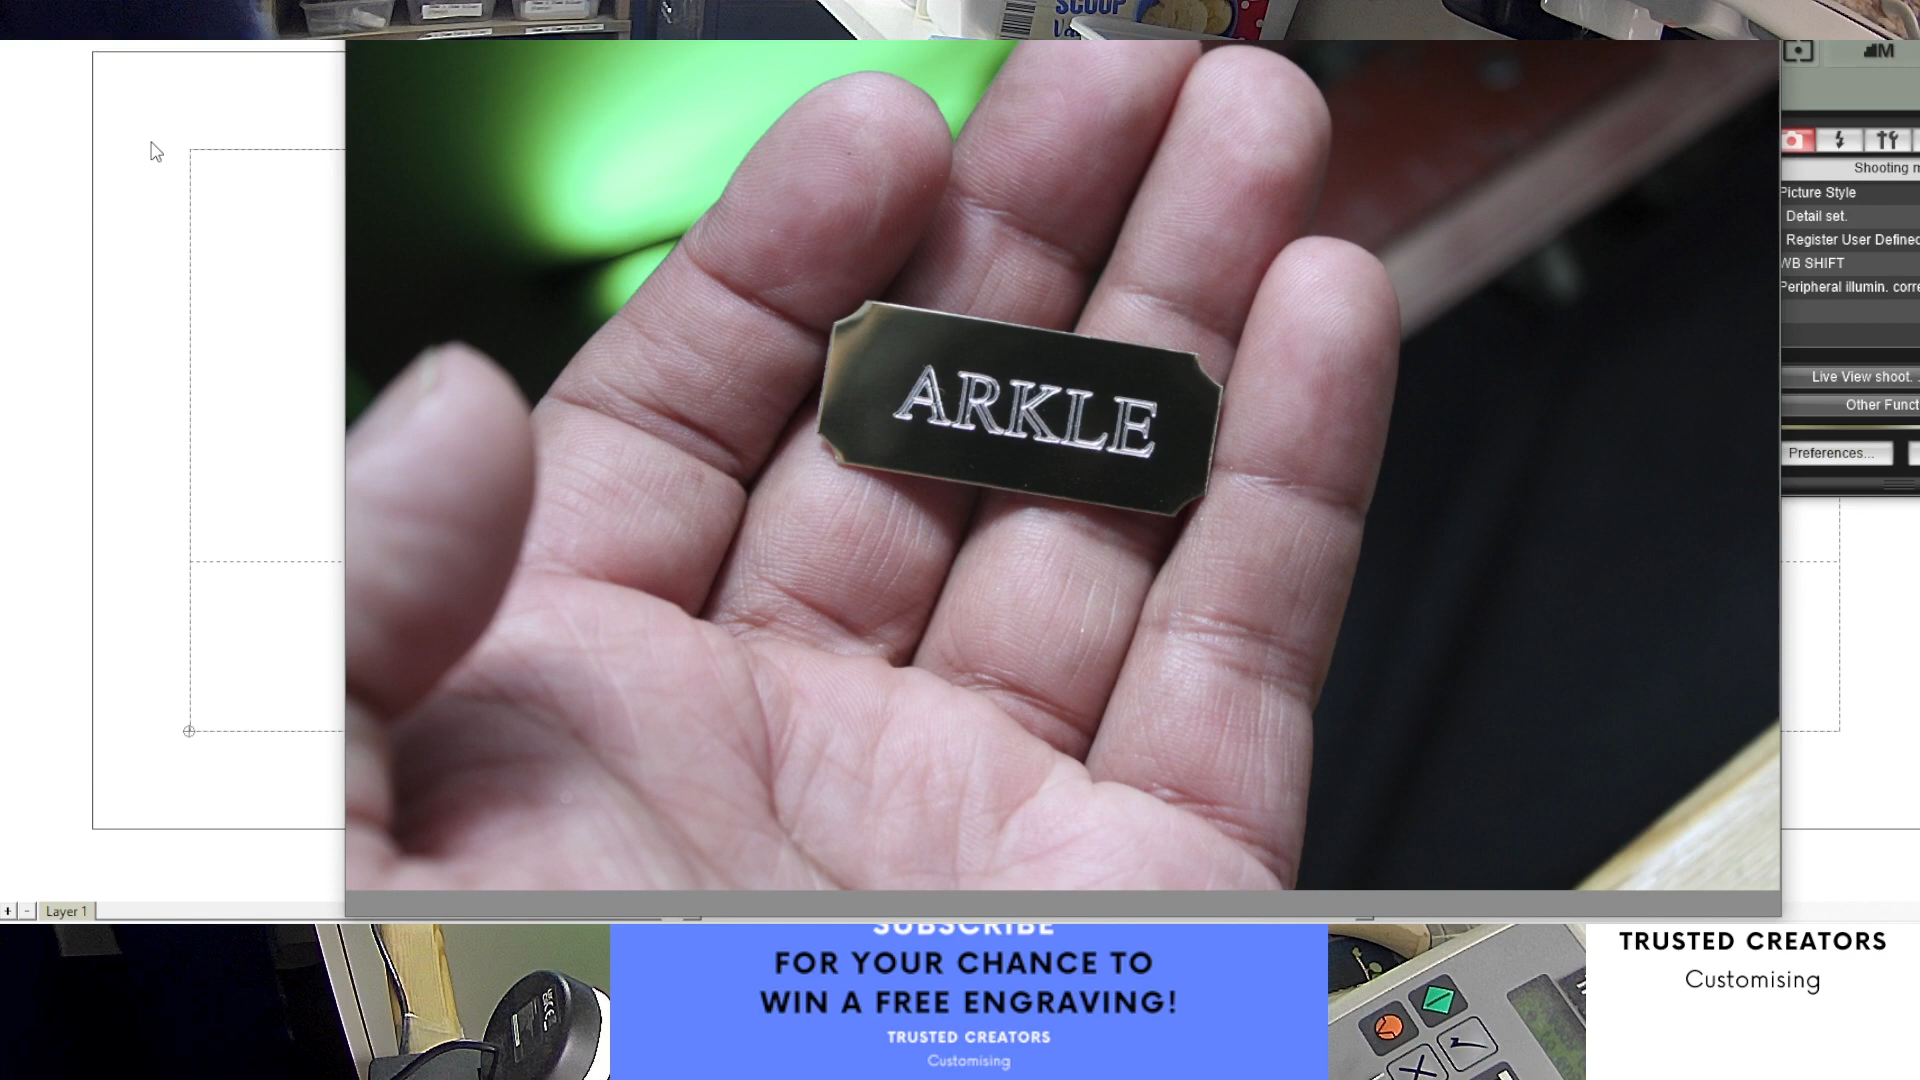 SCOOP
M
Shooting m
Picture Style
Detail set.
Register User Defined
WB SHIFT
Peripheral illumin. corre
ARKLE
Live View shoot. .
Other Funct
Preferences...
+ - Layer 1
SUBSCRIBE
FOR YOUR CHANCE TO
WIN A FREE ENGRAVING!
TRUSTED CREATORS
Customising
TRUSTED CREATORS
Customising